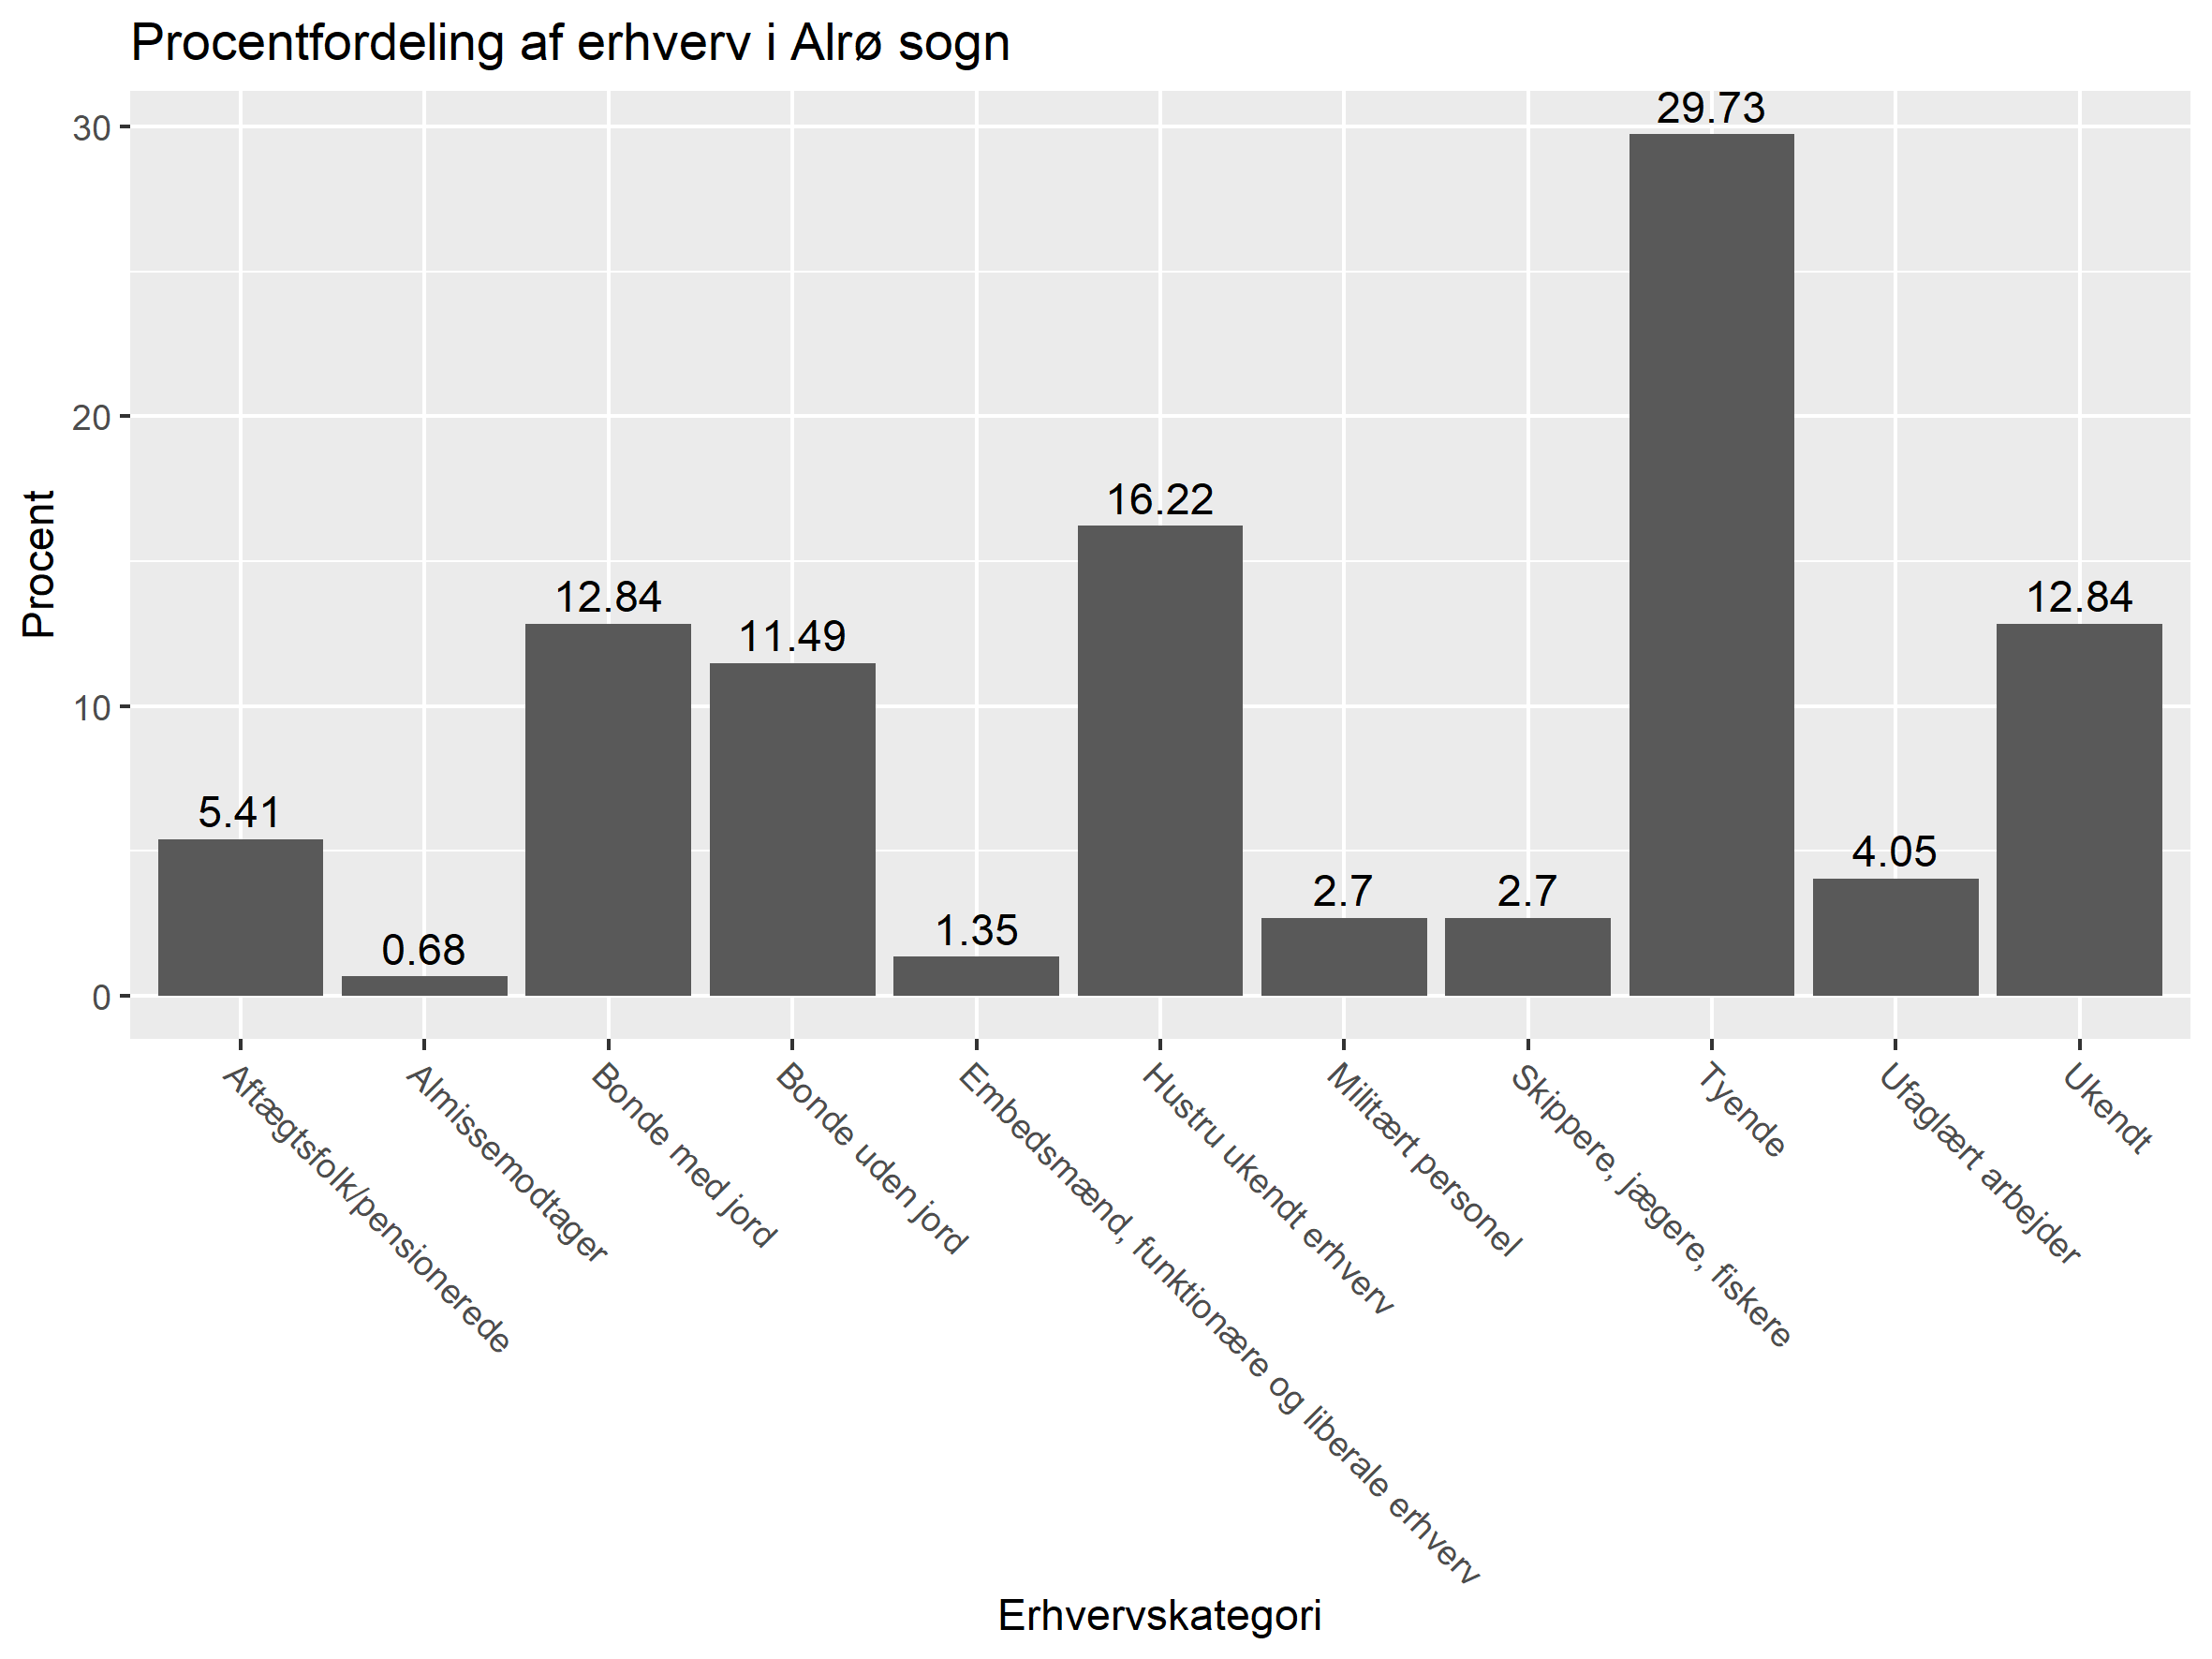 Procentfordeling af erhverv i Alrø sogn
Procent
30
20
10
0
5.41
0.68
12.84
11.49
1.35
16.22
2.7
2.7
29.73
4.05
12.84
Aftægtsfolk/pensionerede
Almissemodtager
Bonde med jord
Bonde uden jord
Embedsmænd, funktionære og liberale erhverv
Hustru ukendt erhverv
Militært personel
Skippere, jægere, fiskere
Tyende
Ufaglært arbejder
Ukendt
Erhvervskategori